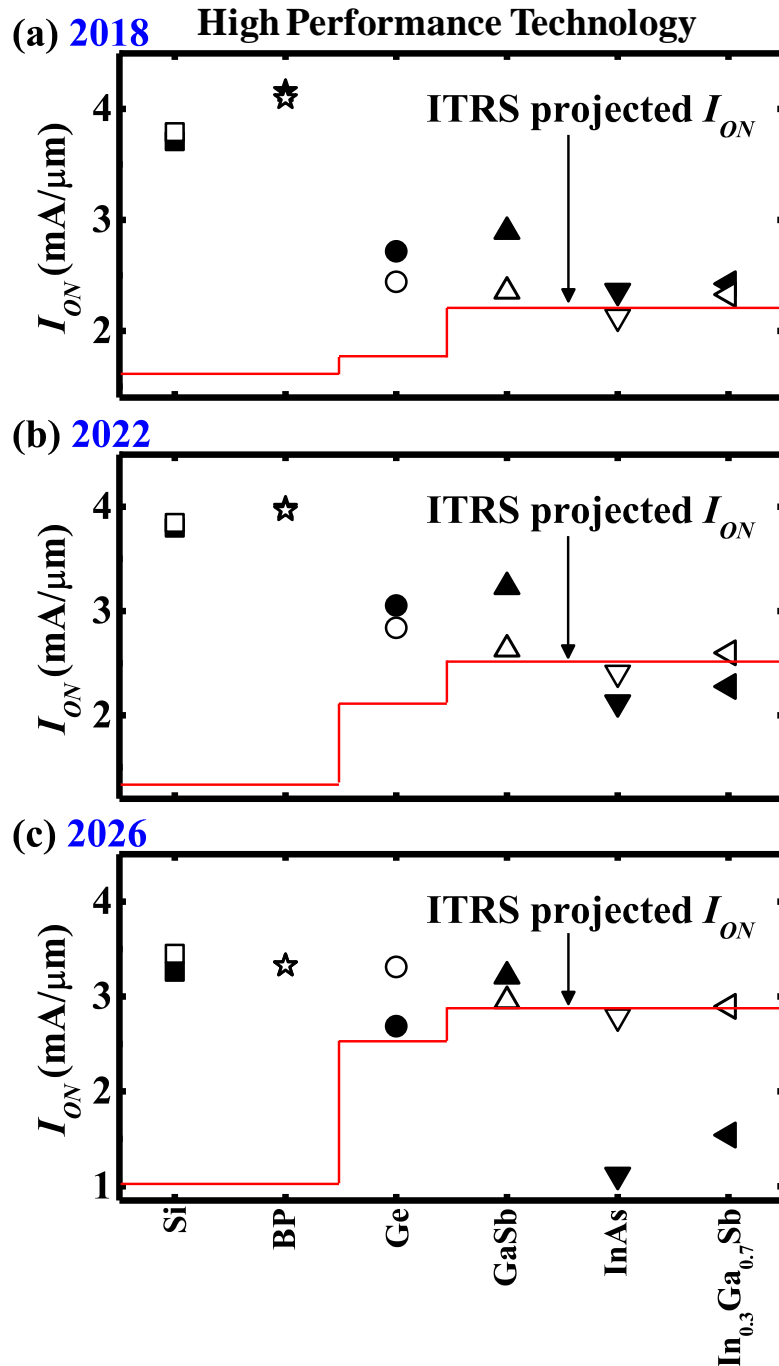 High Performance Technology
(a) 2018
ITRS projected I_ON
I_ON (mA/μm)
4
3
2
(b) 2022
ITRS projected I_ON
I_ON (mA/μm)
4
3
2
(c) 2026
ITRS projected I_ON
I_ON (mA/μm)
4
3
2
1
Si
BP
Ge
GaSb
InAs
In₀.₃Ga₀.₇Sb